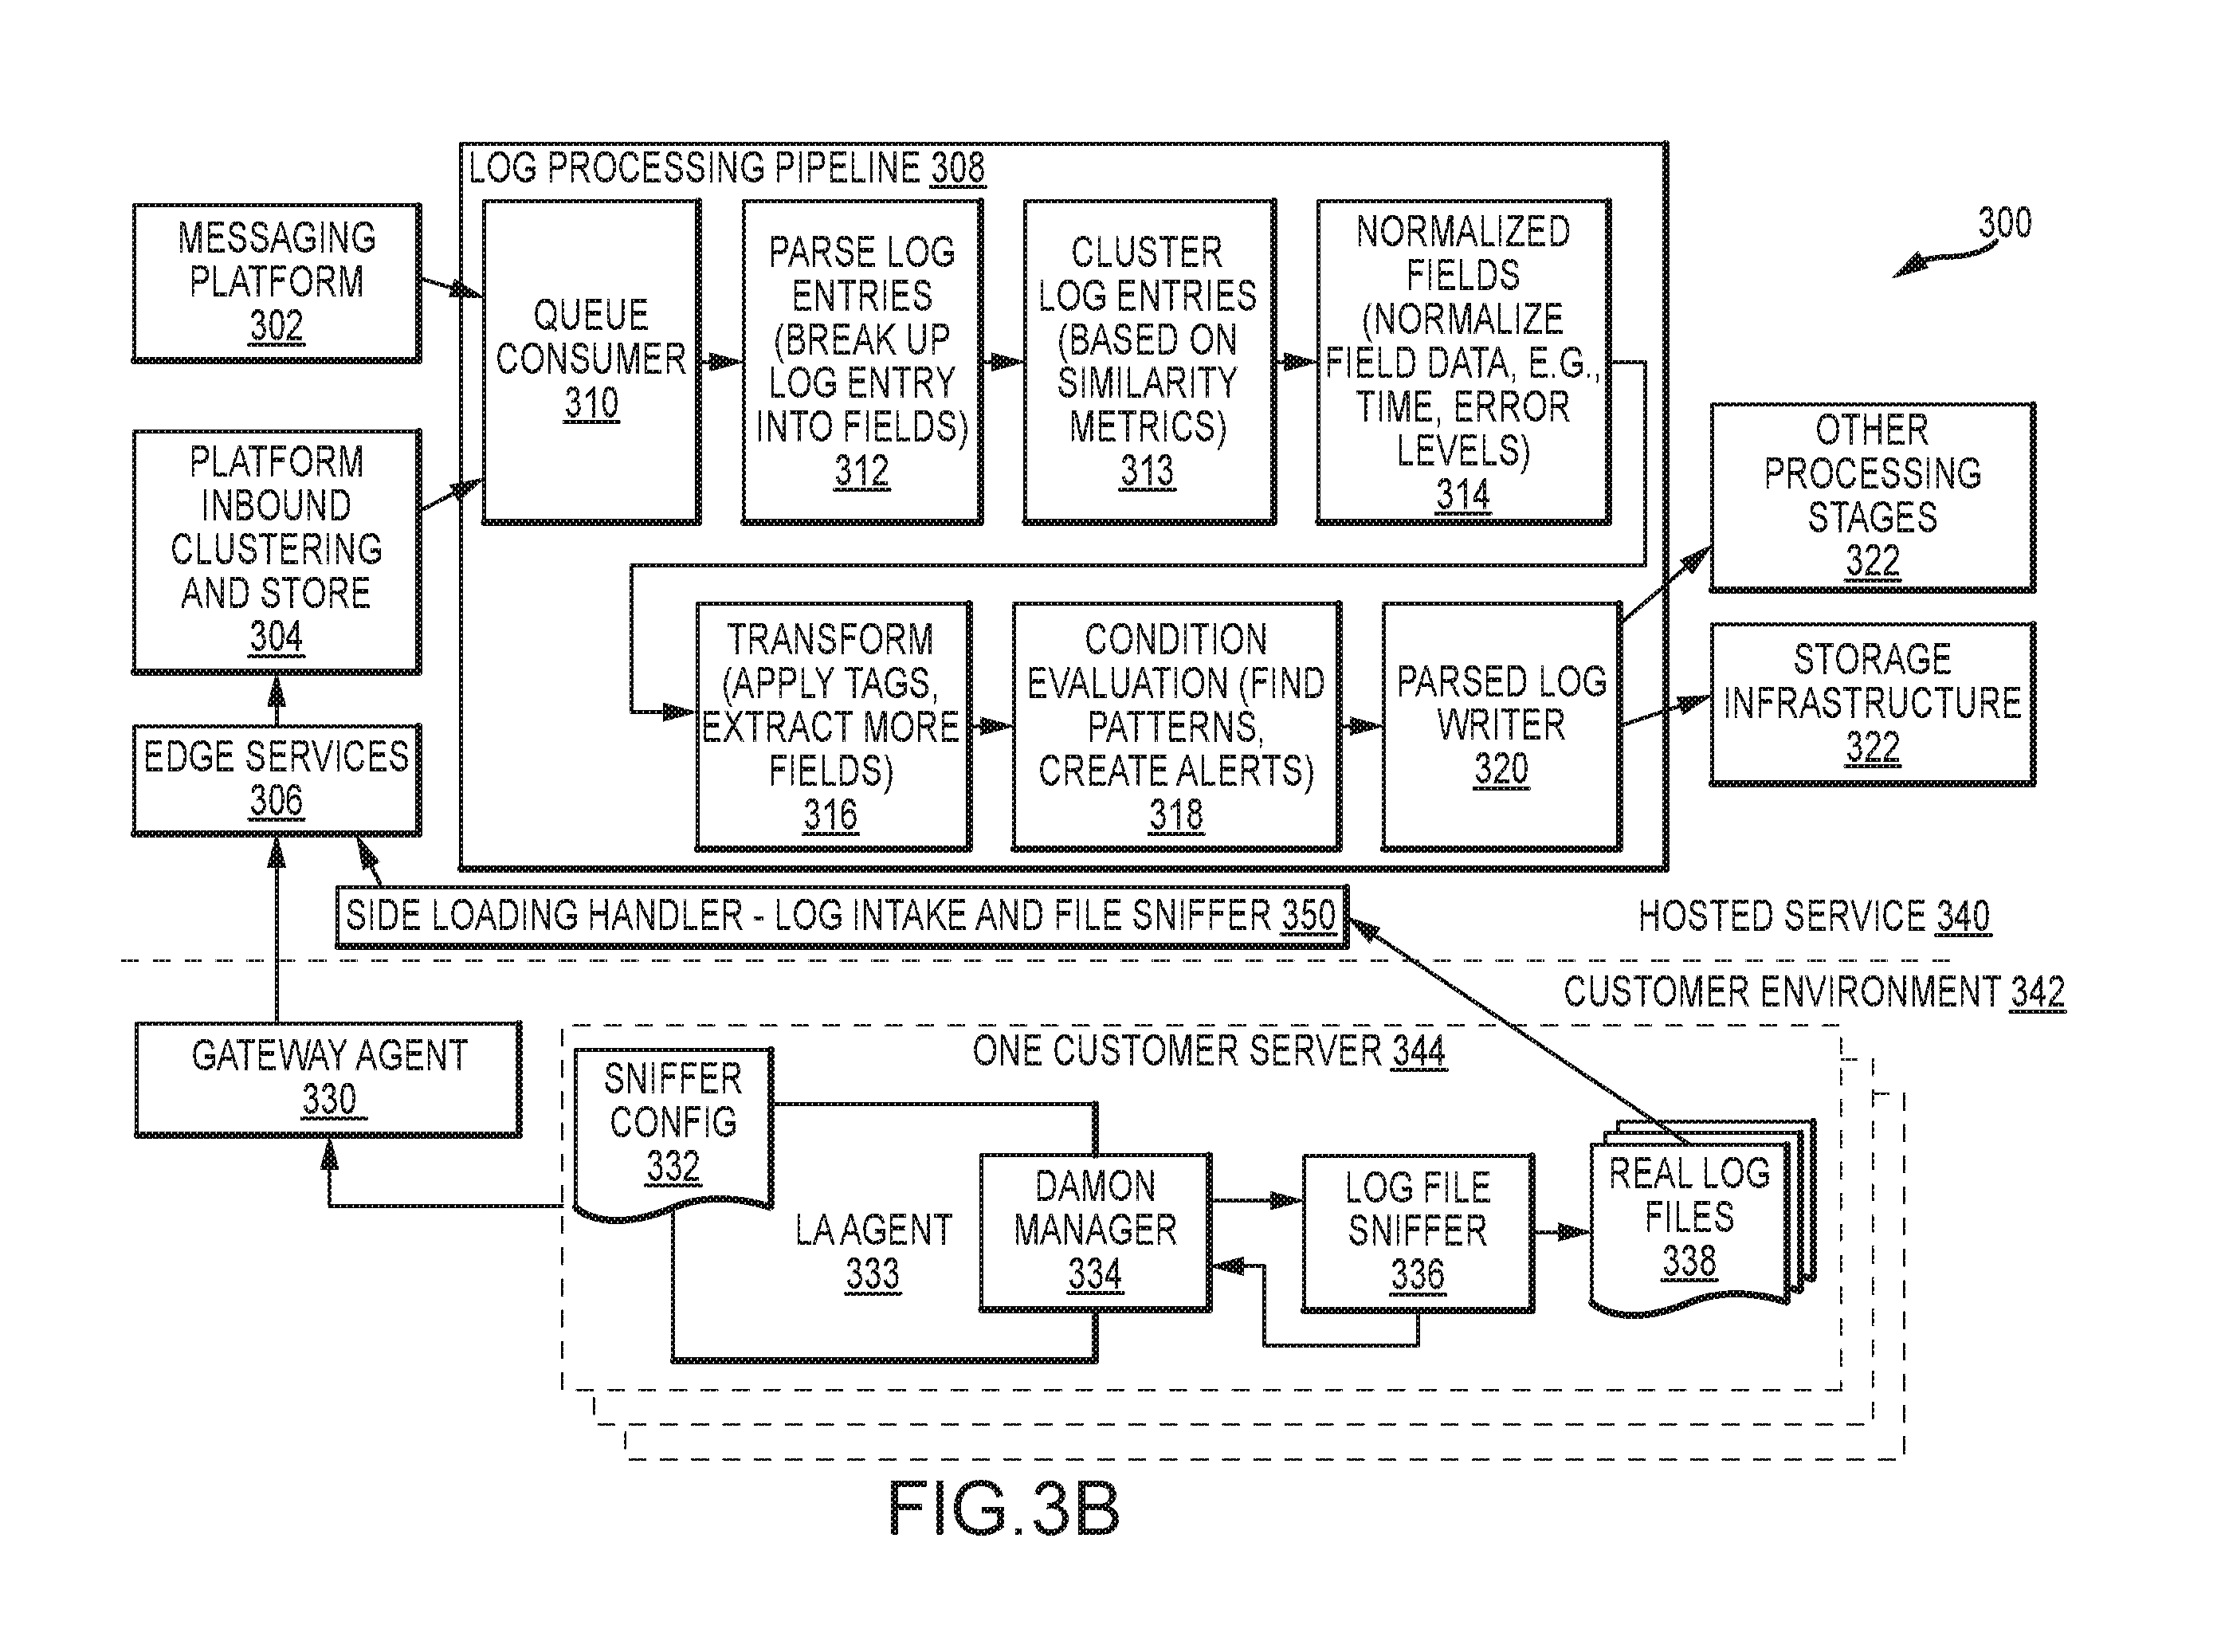 300
LOG PROCESSING PIPELINE 308
MESSAGING
PLATFORM
302
PLATFORM
INBOUND
CLUSTERING
AND STORE
304
EDGE SERVICES
306
QUEUE
CONSUMER
310
PARSE LOG
ENTRIES
(BREAK UP
LOG ENTRY
INTO FIELDS)
312
CLUSTER
LOG ENTRIES
(BASED ON
SIMILARITY
METRICS)
313
NORMALIZED
FIELDS
(NORMALIZE
FIELD DATA, E.G.,
TIME, ERROR
LEVELS)
314
TRANSFORM
(APPLY TAGS,
EXTRACT MORE
FIELDS)
316
CONDITION
EVALUATION (FIND
PATTERNS,
CREATE ALERTS)
318
PARSED LOG
WRITER
320
OTHER
PROCESSING
STAGES
322
STORAGE
INFRASTRUCTURE
322
SIDE LOADING HANDLER - LOG INTAKE AND FILE SNIFFER 350
HOSTED SERVICE 340
CUSTOMER ENVIRONMENT 342
GATEWAY AGENT
330
ONE CUSTOMER SERVER 344
SNIFFER
CONFIG
332
LA AGENT
333
DAMON
MANAGER
334
LOG FILE
SNIFFER
336
REAL LOG
FILES
338
FIG.3B